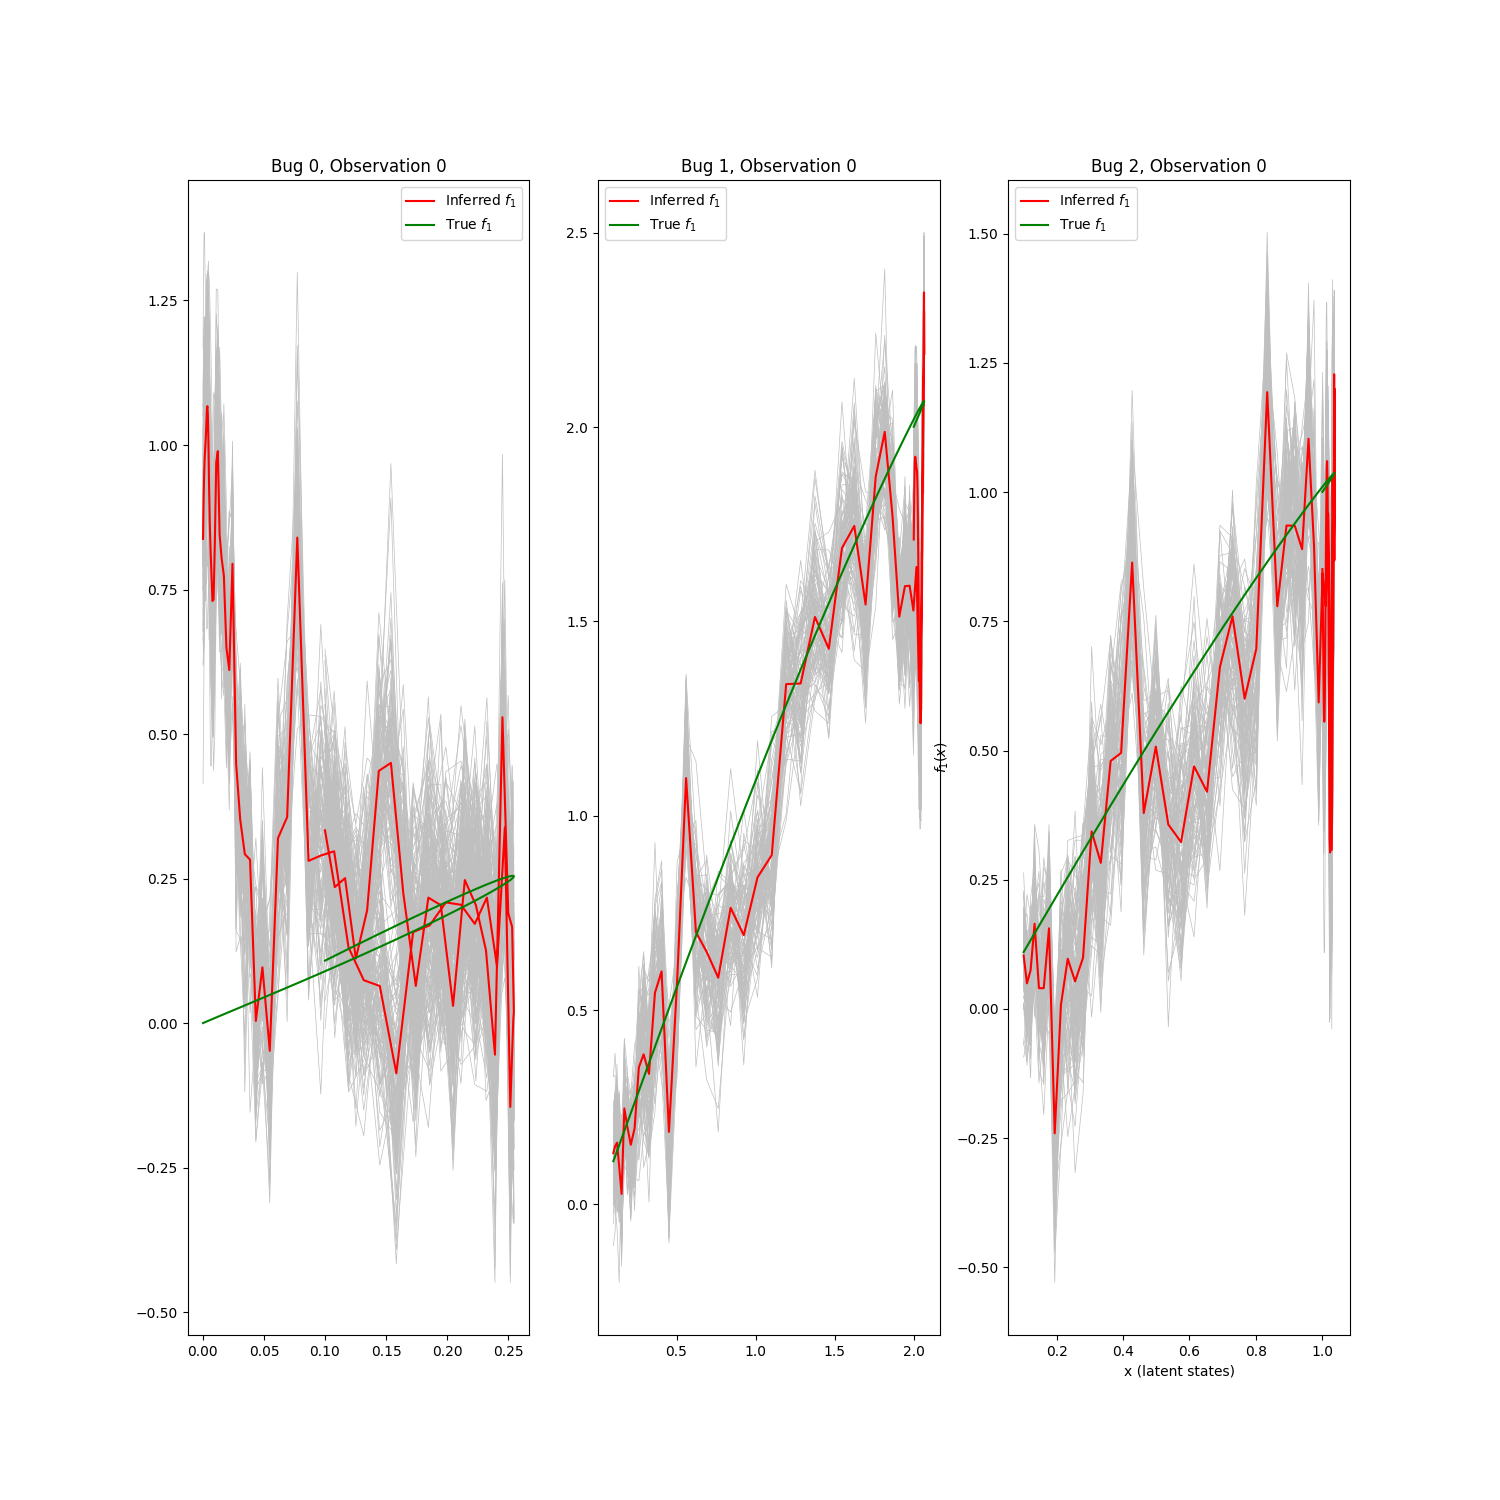 Bug 0, Observation 0
Inferred f₁
True f₁
1.25
1.00
0.75
0.50
0.25
0.00
−0.25
−0.50
0.00 0.05 0.10 0.15 0.20 0.25
Bug 1, Observation 0
Inferred f₁
True f₁
2.5
2.0
1.5
1.0
0.5
0.0
0.5 1.0 1.5 2.0
Bug 2, Observation 0
Inferred f₁
True f₁
1.50
1.25
1.00
0.75
0.50
0.25
0.00
−0.25
−0.50
f₁(x)
0.2 0.4 0.6 0.8 1.0
x (latent states)